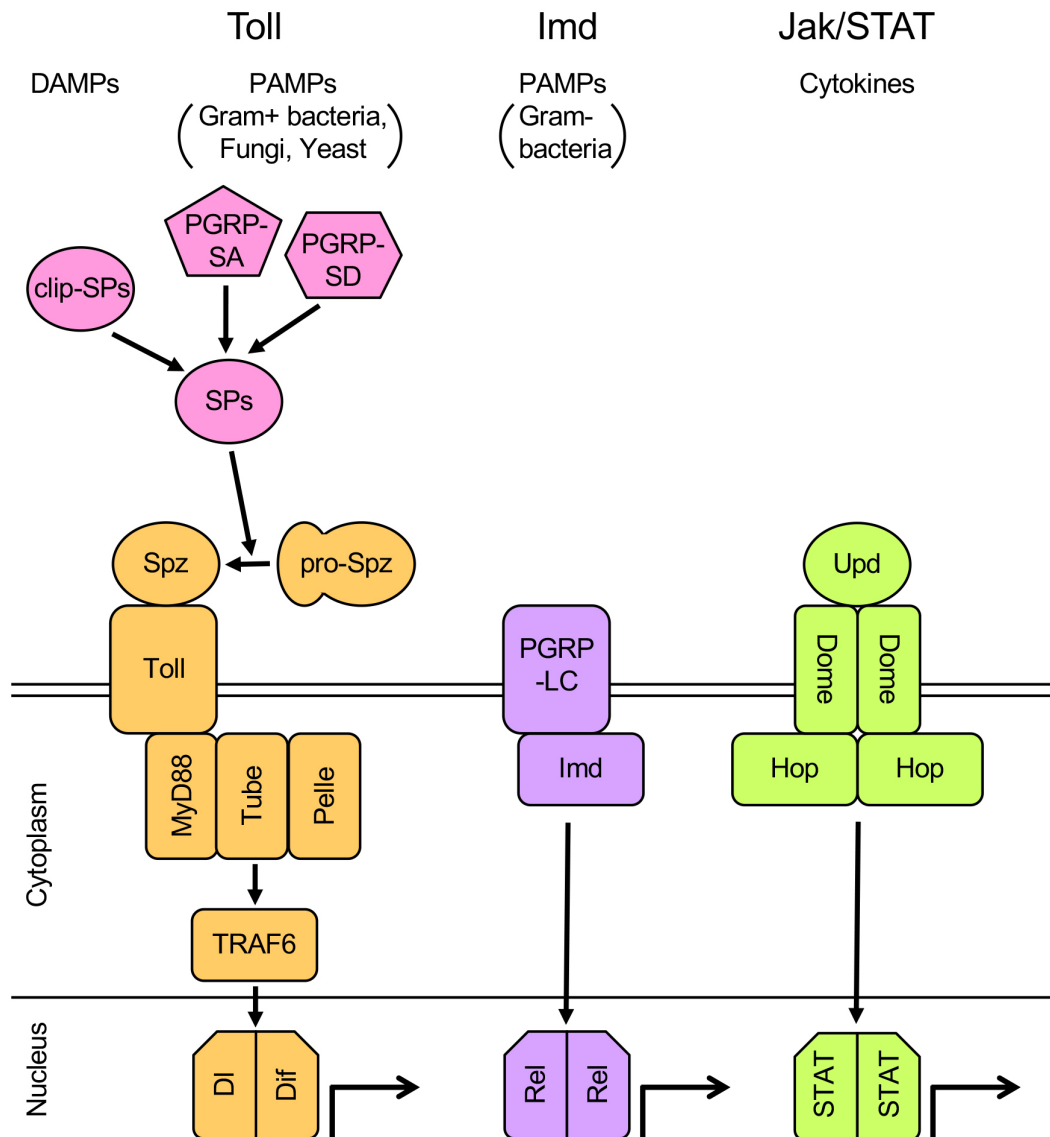 Toll
Imd
Jak/STAT
DAMPs
PAMPs
(Gram+ bacteria,
Fungi, Yeast)
PAMPs
(Gram-
bacteria)
Cytokines
PGRP-
SA
PGRP-
SD
clip-SPs
SPs
Spz
pro-Spz
Upd
Toll
PGRP
-LC
Dome
Dome
MyD88
Tube
Pelle
Imd
Hop
Hop
Cytoplasm
TRAF6
Nucleus
Dl
Dif
Rel
Rel
STAT
STAT